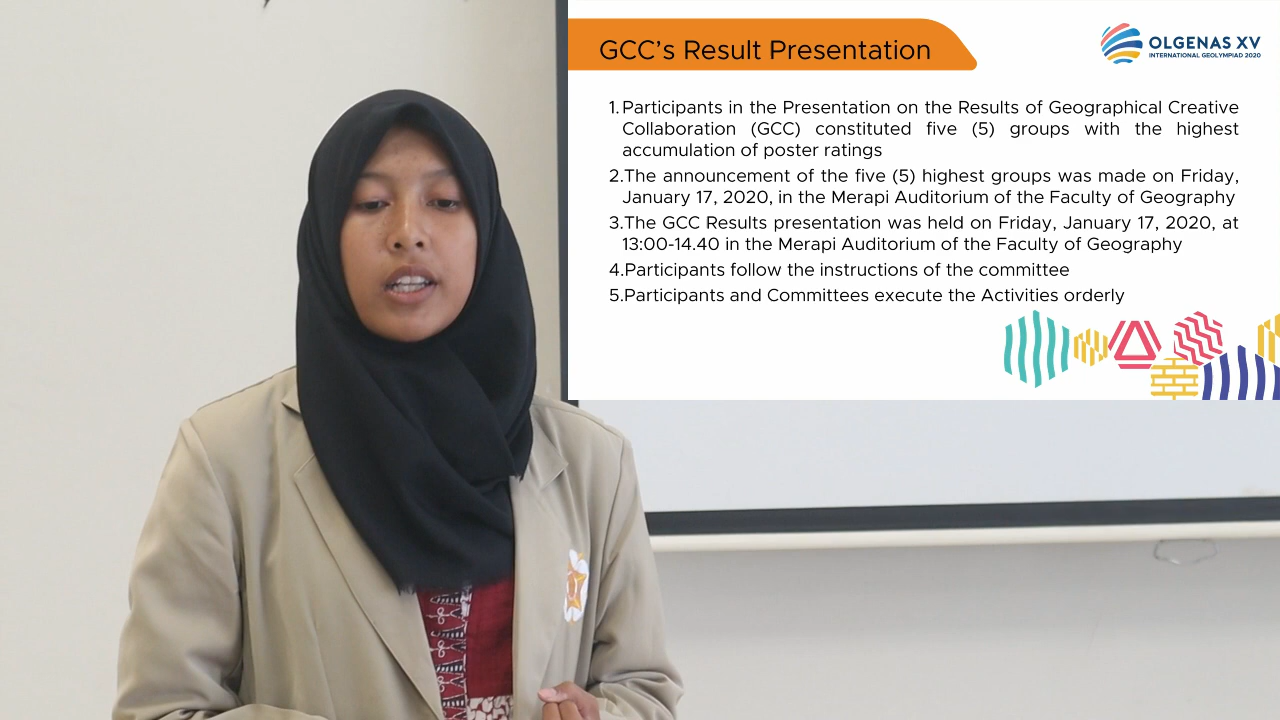 GCC's Result Presentation
OLGENAS XV
INTERNATIONAL GEOLYMPIAD 2020
1. Participants in the Presentation on the Results of Geographical Creative
Collaboration (GCC) constituted five (5) groups with the highest
accumulation of poster ratings
2.The announcement of the five (5) highest groups was made on Friday,
January 17, 2020, in the Merapi Auditorium of the Faculty of Geography
3.The GCC Results presentation was held on Friday, January 17, 2020, at
13:00-14.40 in the Merapi Auditorium of the Faculty of Geography
4.Participants follow the instructions of the committee
5.Participants and Committees execute the Activities orderly